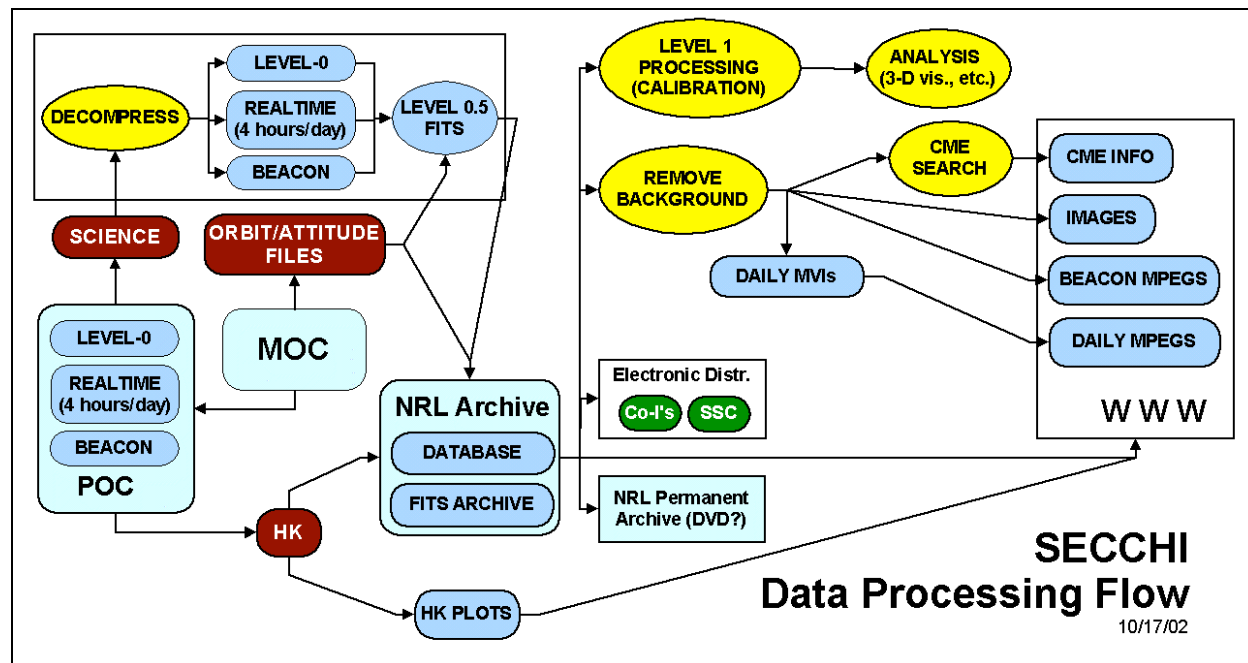 DECOMPRESS
LEVEL-0
REALTIME
(4 hours/day)
BEACON
LEVEL 0.5
FITS
SCIENCE
ORBIT/ATTITUDE
FILES
LEVEL-0
REALTIME
(4 hours/day)
BEACON
POC
MOC
HK
NRL Archive
DATABASE
FITS ARCHIVE
HK PLOTS
LEVEL 1
PROCESSING
(CALIBRATION)
ANALYSIS
(3-D vis., etc.)
REMOVE
BACKGROUND
CME
SEARCH
DAILY MVIs
CME INFO
IMAGES
BEACON MPEGS
DAILY MPEGS
W W W
Electronic Distr.
Co-I's
SSC
NRL Permanent
Archive (DVD?)
SECCHI
Data Processing Flow
10/17/02